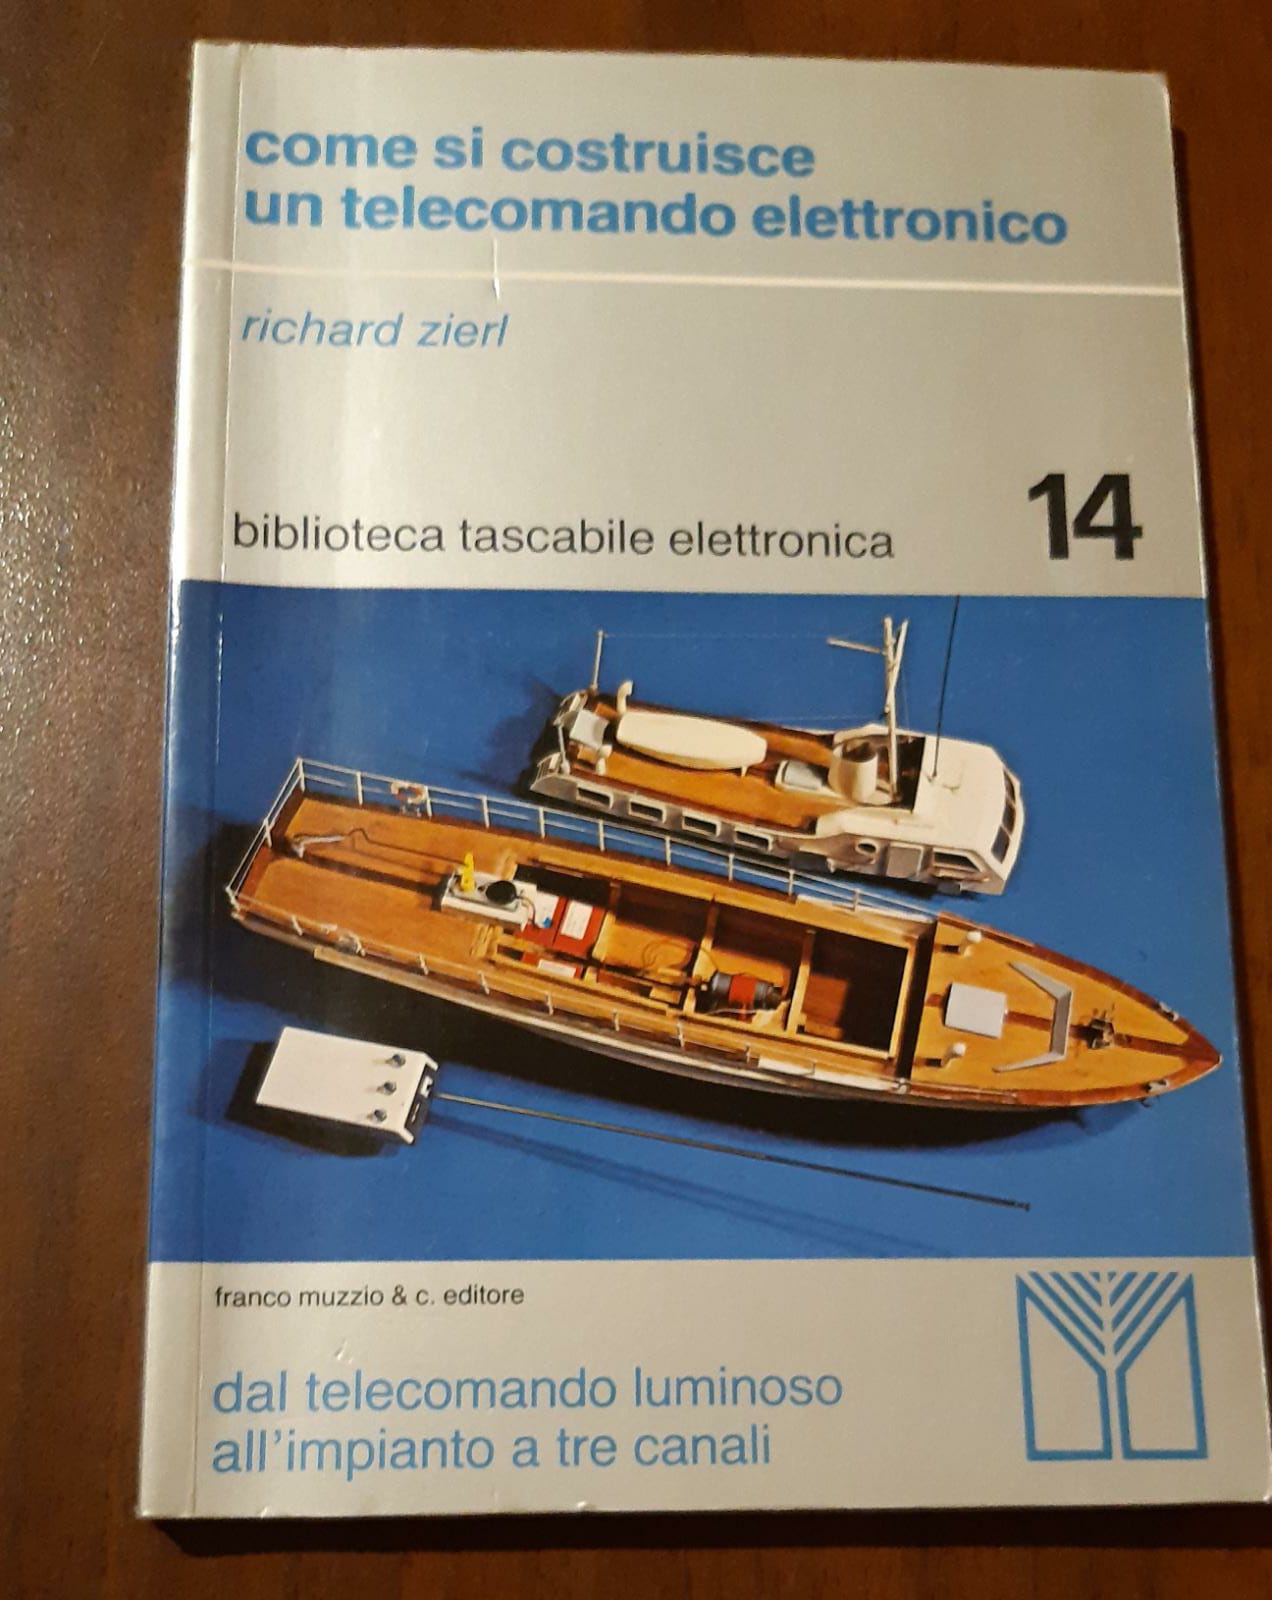 come si costruisce
un telecomando elettronico
richard zierl
14
biblioteca tascabile elettronica
franco muzzio & c. editore
dal telecomando luminoso
all'impianto a tre canali